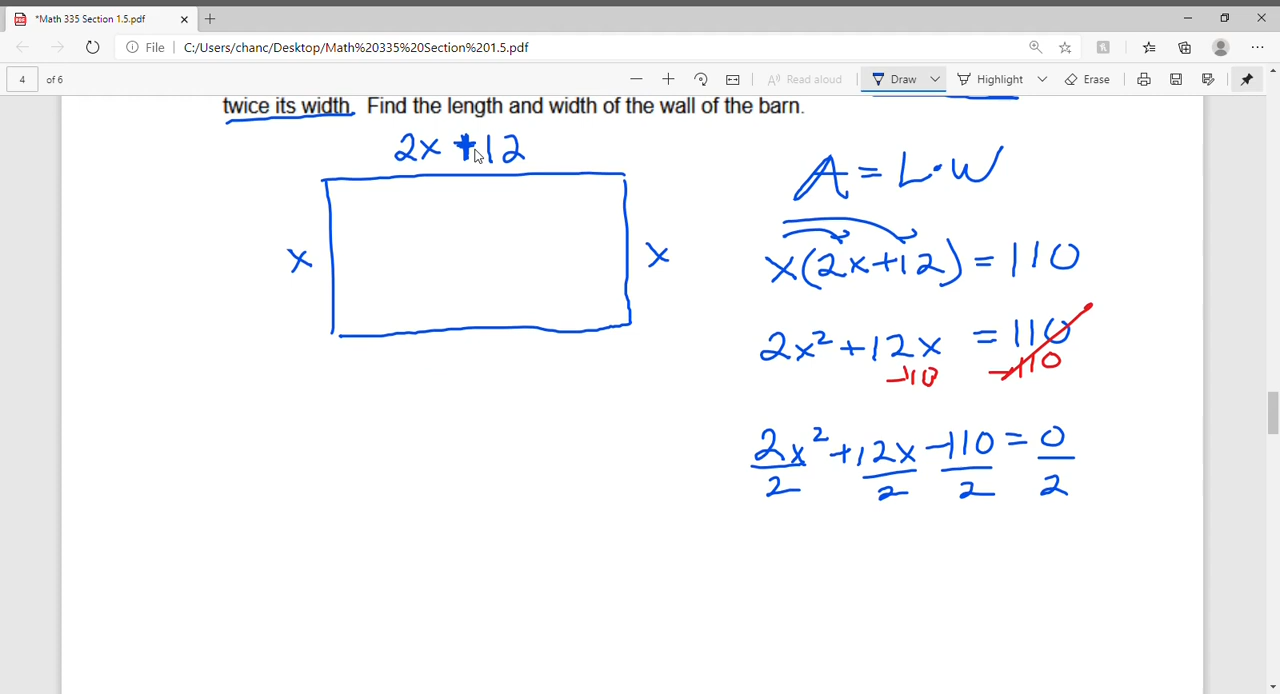 *Math 335 Section 1.5.pdf
File | C:/Users/chanc/Desktop/Math%20335%20Section%201.5.pdf
4 of 6
Read aloud
Draw
Highlight
Erase
twice its width. Find the length and width of the wall of the barn.
2x + 12
x
x
A = L · W
x(2x+12) = 110
2x² + 12x = 110
-110 -110
2x² + 12x - 110 = 0
2 2 2 2